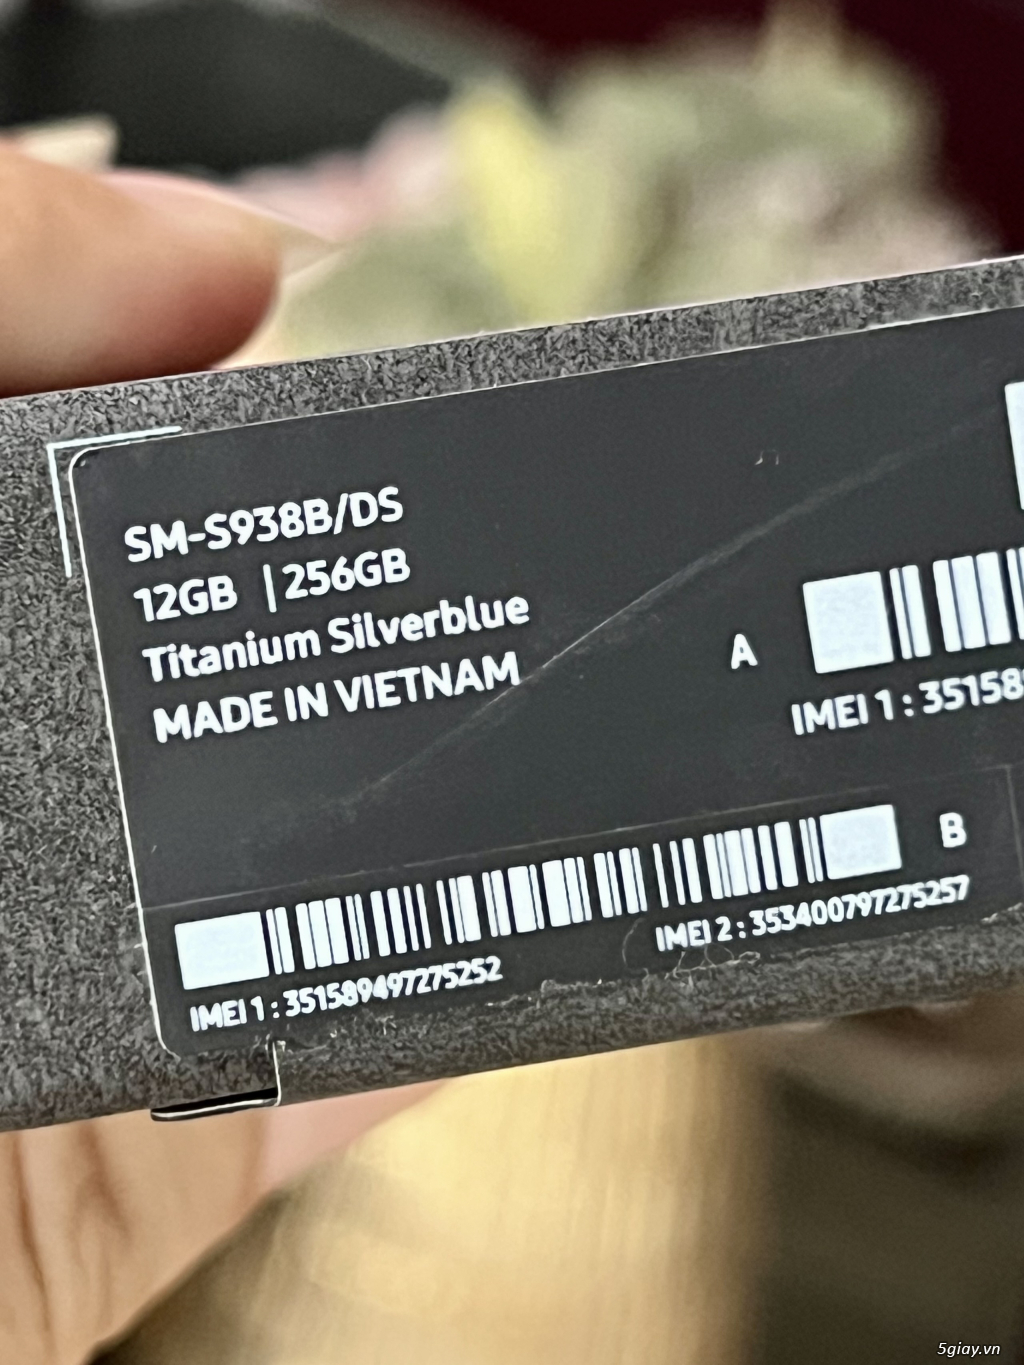 SM-S938B/DS
12GB | 256GB
Titanium Silverblue
MADE IN VIETNAM
A
IMEI 1 : 351589
B
IMEI 1 : 351589497275252
IMEI 2 : 353400797275257
5giay.vn